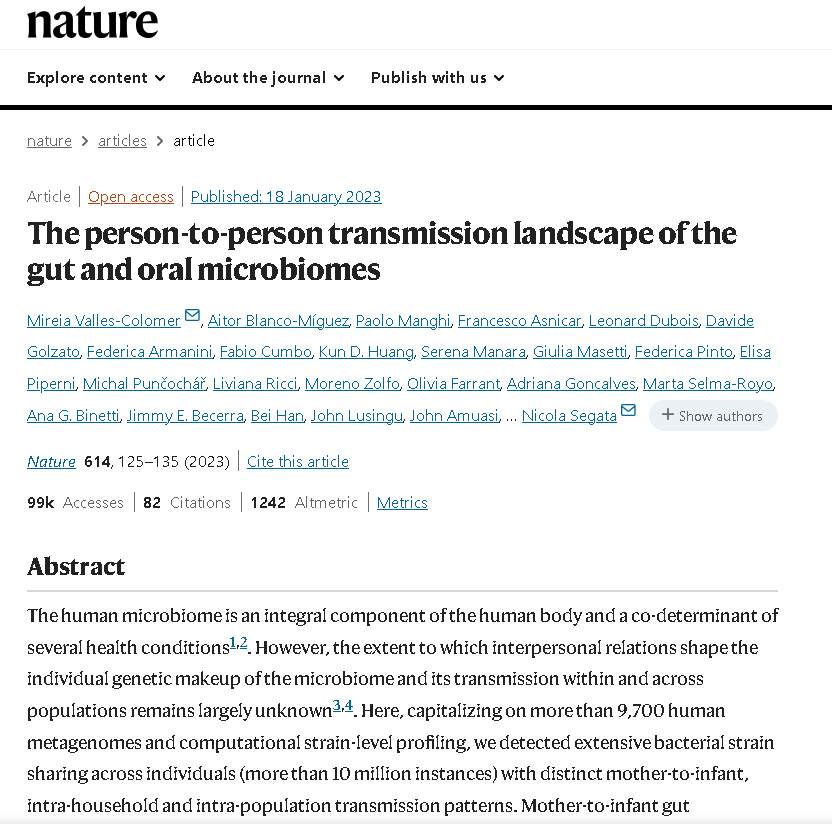 nature
Explore content About the journal Publish with us
nature > articles > article
Article | Open access | Published: 18 January 2023
The person-to-person transmission landscape of the
gut and oral microbiomes
Mireia Valles-Colomer, Aitor Blanco-Míguez, Paolo Manghi, Francesco Asnicar, Leonard Dubois, Davide
Golzato, Federica Armanini, Fabio Cumbo, Kun D. Huang, Serena Manara, Giulia Masetti, Federica Pinto, Elisa
Piperni, Michal Punčochář, Liviana Ricci, Moreno Zolfo, Olivia Farrant, Adriana Goncalves, Marta Selma-Royo,
Ana G. Binetti, Jimmy E. Becerra, Bei Han, John Lusingu, John Amuasi, … Nicola Segata + Show authors
Nature 614, 125–135 (2023) | Cite this article
99k Accesses | 82 Citations | 1242 Altmetric | Metrics
Abstract
The human microbiome is an integral component of the human body and a co-determinant of
several health conditions1,2. However, the extent to which interpersonal relations shape the
individual genetic makeup of the microbiome and its transmission within and across
populations remains largely unknown3,4. Here, capitalizing on more than 9,700 human
metagenomes and computational strain-level profiling, we detected extensive bacterial strain
sharing across individuals (more than 10 million instances) with distinct mother-to-infant,
intra-household and intra-population transmission patterns. Mother-to-infant gut